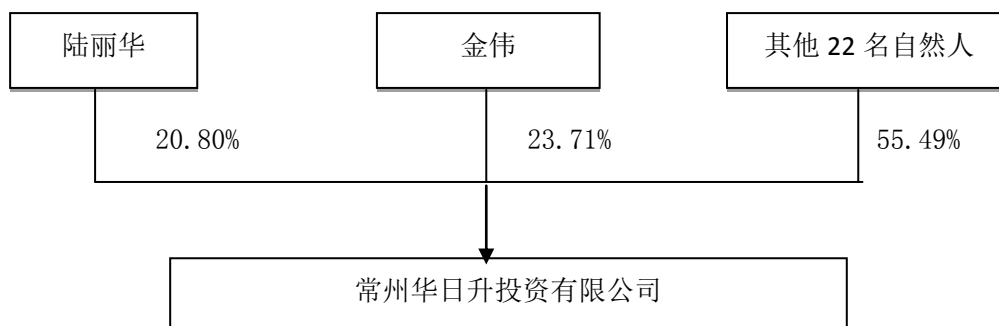 陆丽华
金伟
其他 22 名自然人
20.80%
23.71%
55.49%
常州华日升投资有限公司